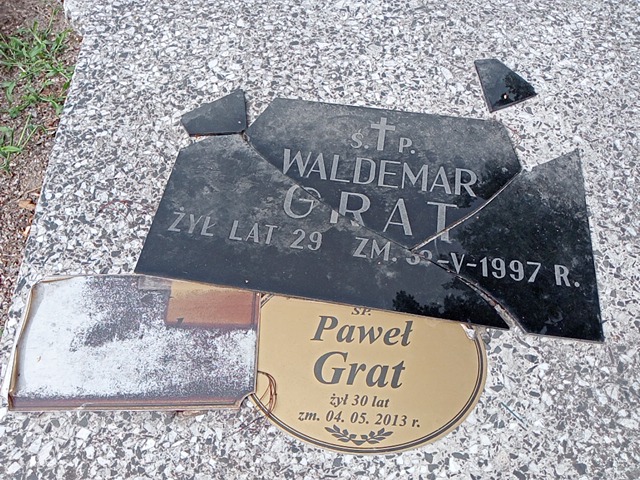 Ś. P.
WALDEMAR
GRAT
ŻYŁ LAT 29 ZM. -V-1997 R.
ŚP.
Paweł
Grat
żył 30 lat
zm. 04. 05. 2013 r.